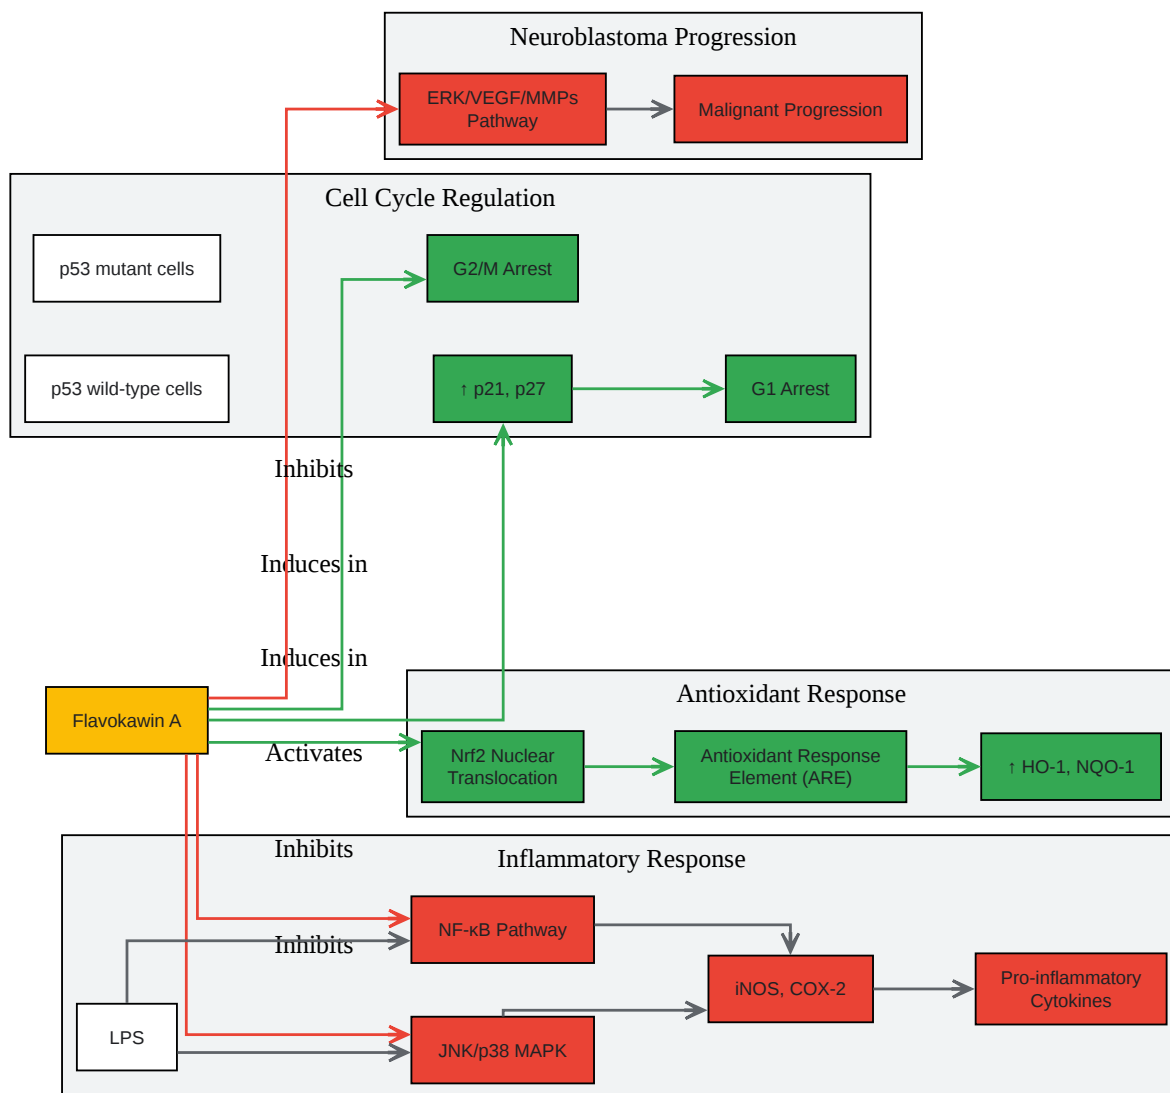 Neuroblastoma Progression
ERK/VEGF/MMPs
Pathway
Malignant Progression
Cell Cycle Regulation
p53 mutant cells
G2/M Arrest
p53 wild-type cells
↑ p21, p27
G1 Arrest
Inhibits
Induces in
Induces in
Flavokawin A
Activates
Antioxidant Response
Nrf2 Nuclear
Translocation
Antioxidant Response
Element (ARE)
↑ HO-1, NQO-1
Inhibits
Inflammatory Response
NF-κB Pathway
Inhibits
iNOS, COX-2
Pro-inflammatory
Cytokines
LPS
JNK/p38 MAPK